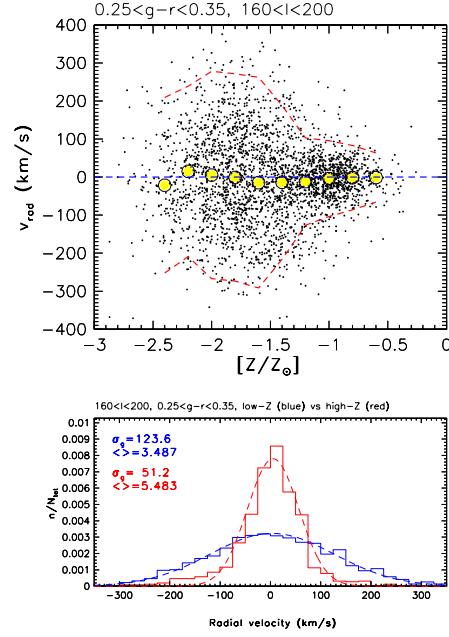 0.25<g-r<0.35, 160<l<200
400
300
200
100
0
-100
-200
-300
-400
V_rad (km/s)
-3 -2.5 -2 -1.5 -1 -0.5 0
[Z/Z⊙]
160<l<200, 0.25<g-r<0.35, low-Z (blue) vs high-Z (red)
0.01
0.009
0.008
0.007
0.006
0.005
0.004
0.003
0.002
0.001
0
n/N_tot
σ_g=123.6
<>=3.487
σ_g= 51.2
<>=5.483
-300 -200 -100 0 100 200 300
Radial velocity (km/s)